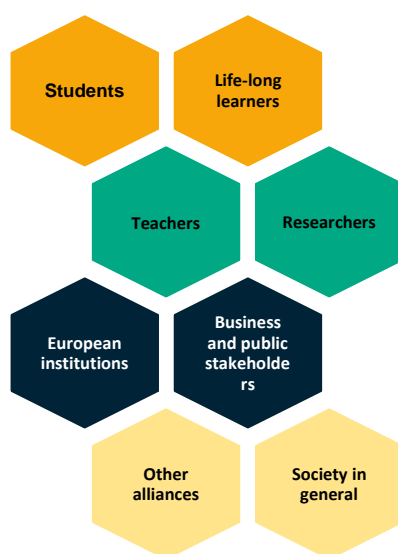 Students
Life-long
learners
Teachers
Researchers
European
institutions
Business
and public
stakeholde
rs
Other
alliances
Society in
general